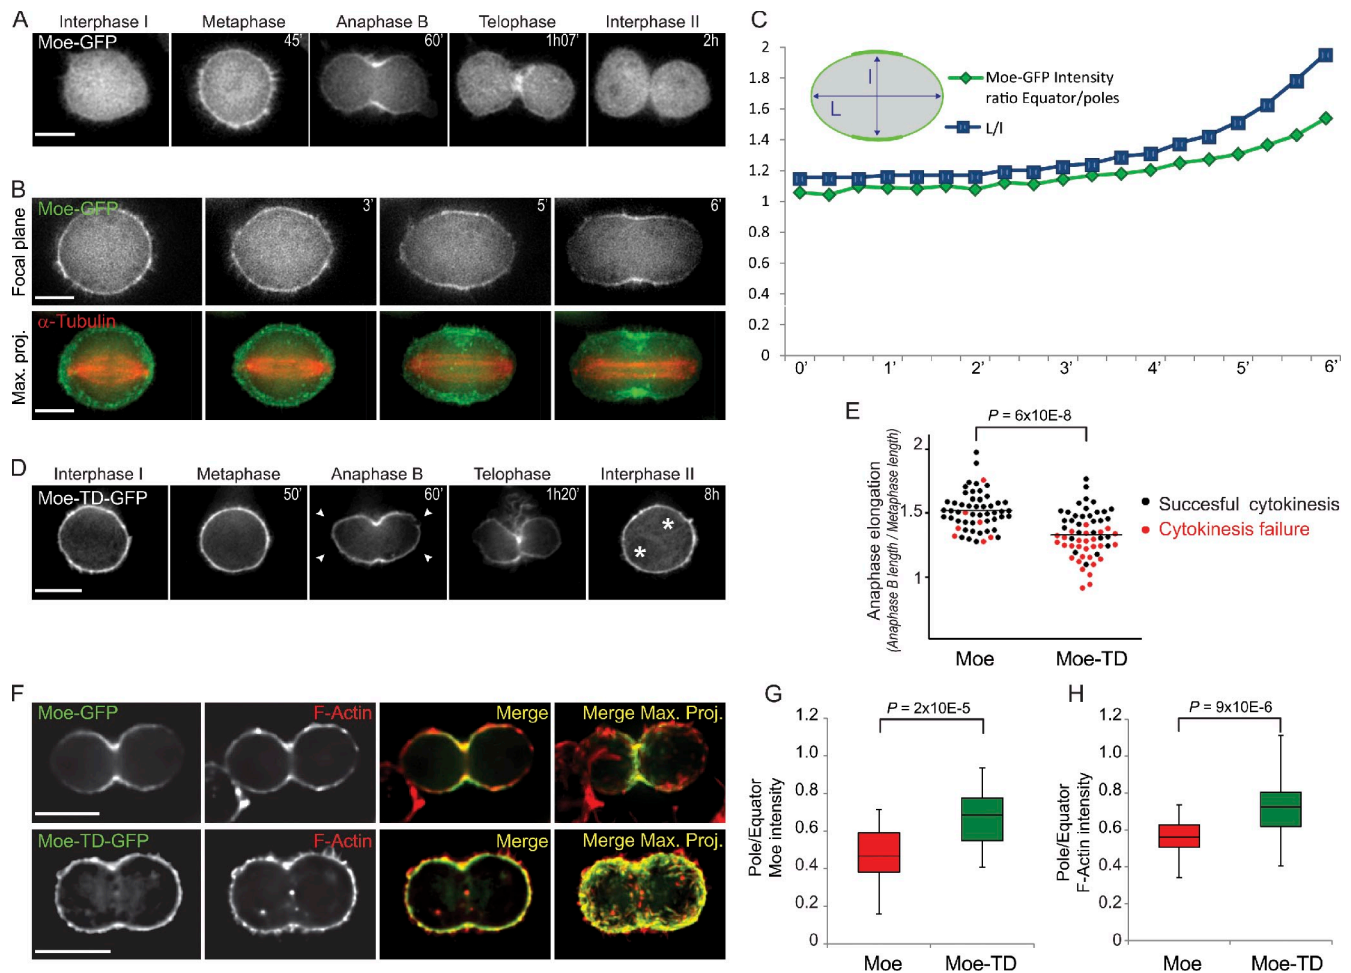 A
Interphase I Metaphase Anaphase B Telophase Interphase II
Moe-GFP 45' 60' 1h07' 2h
B
Focal plane
Moe-GFP 3' 5' 6'
Max. proj.
α-Tubulin
C
2
1.8
1.6
1.4
1.2
1
0.8
0.6
0.4
0.2
0
0' 1' 2' 3' 4' 5' 6'
l
L
Moe-GFP Intensity
ratio Equator/poles
L/l
D
Interphase I Metaphase Anaphase B Telophase Interphase II
Moe-TD-GFP 50' 60' 1h20' 8h
* *
E
P = 6x10E-8
Anaphase elongation
(Anaphase B length / Metaphase length)
2
1.5
1
Moe Moe-TD
Succesful cytokinesis
Cytokinesis failure
F
Moe-GFP F-Actin Merge Merge Max. Proj.
Moe-TD-GFP F-Actin Merge Merge Max. Proj.
G
P = 2x10E-5
Pole/Equator
Moe intensity
1.2
1.0
0.8
0.6
0.4
0.2
0
Moe Moe-TD
H
P = 9x10E-6
Pole/Equator
F-Actin intensity
1.2
1.0
0.8
0.6
0.4
0.2
0
Moe Moe-TD